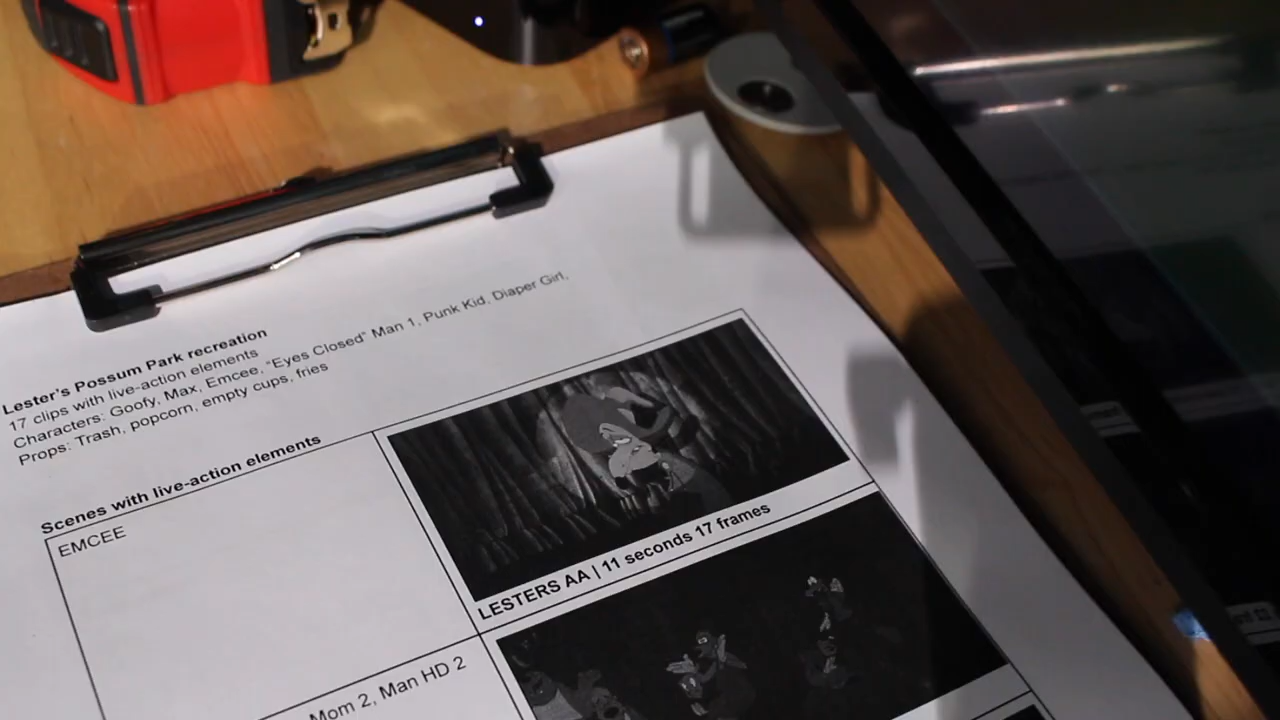 Lester's Possum Park recreation
17 clips with live-action elements
Characters: Goofy, Max, Emcee, "Eyes Closed" Man 1, Punk Kid, Diaper Girl,
Props: Trash, popcorn, empty cups, fries
Scenes with live-action elements
EMCEE
LESTERS AA | 11 seconds 17 frames
Mom 2, Man HD 2